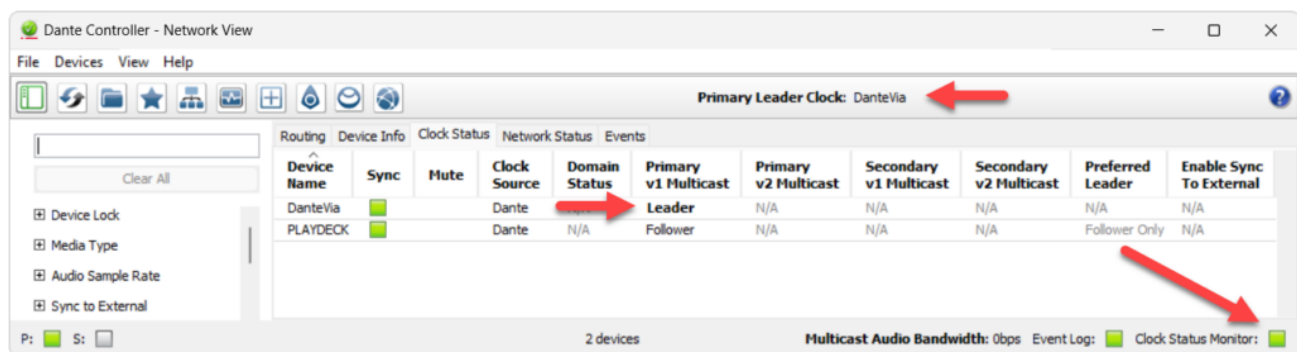 Dante Controller - Network View
File Devices View Help
Primary Leader Clock: DanteVia
Routing Device Info Clock Status Network Status Events
Device Name Sync Mute Clock Source Domain Status Primary v1 Multicast Primary v2 Multicast Secondary v1 Multicast Secondary v2 Multicast Preferred Leader Enable Sync To External
Clear All
DanteVia Dante Leader N/A N/A N/A N/A N/A
PLAYDECK Dante N/A Follower N/A N/A N/A Follower Only N/A
Device Lock
Media Type
Audio Sample Rate
Sync to External
P: S: 2 devices Multicast Audio Bandwidth: 0bps Event Log: Clock Status Monitor: